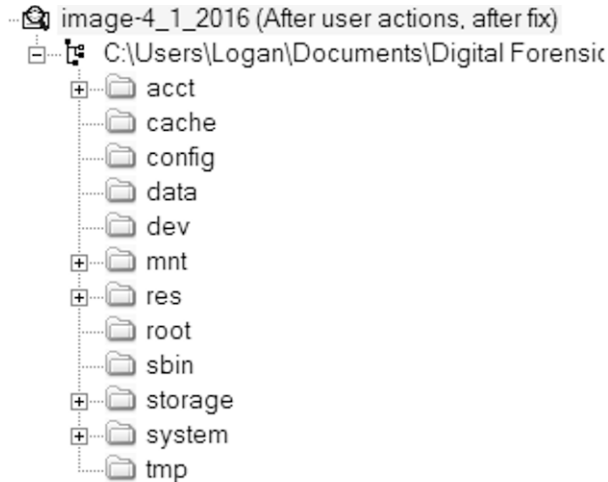 image-4_1_2016 (After user actions, after fix)
C:\Users\Logan\Documents\Digital Forensic
acct
cache
config
data
dev
mnt
res
root
sbin
storage
system
tmp